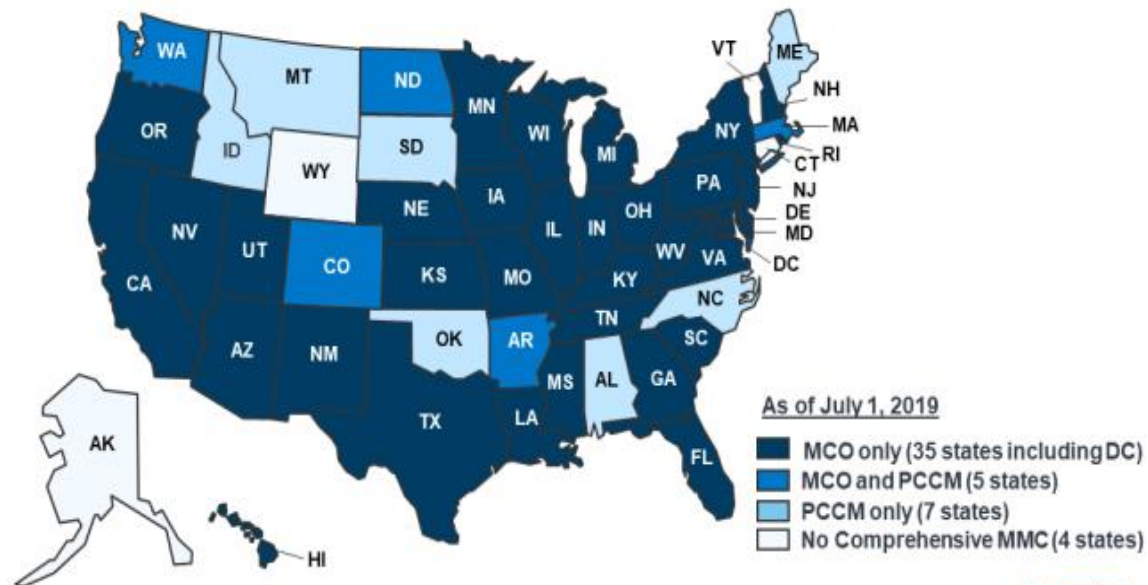 WA
MT
ND
MN
VT
ME
NH
OR
ID
SD
WI
NY
MA
MI
RI
WY
CT
PA
IA
NJ
NE
OH
DE
NV
IL
IN
MD
UT
WV
VA
CO
DC
CA
KS
MO
KY
NC
TN
OK
AR
SC
AZ
NM
MS
AL
GA
TX
LA
FL
AK
HI
As of July 1, 2019
MCO only (35 states including DC)
MCO and PCCM (5 states)
PCCM only (7 states)
No Comprehensive MMC (4 states)